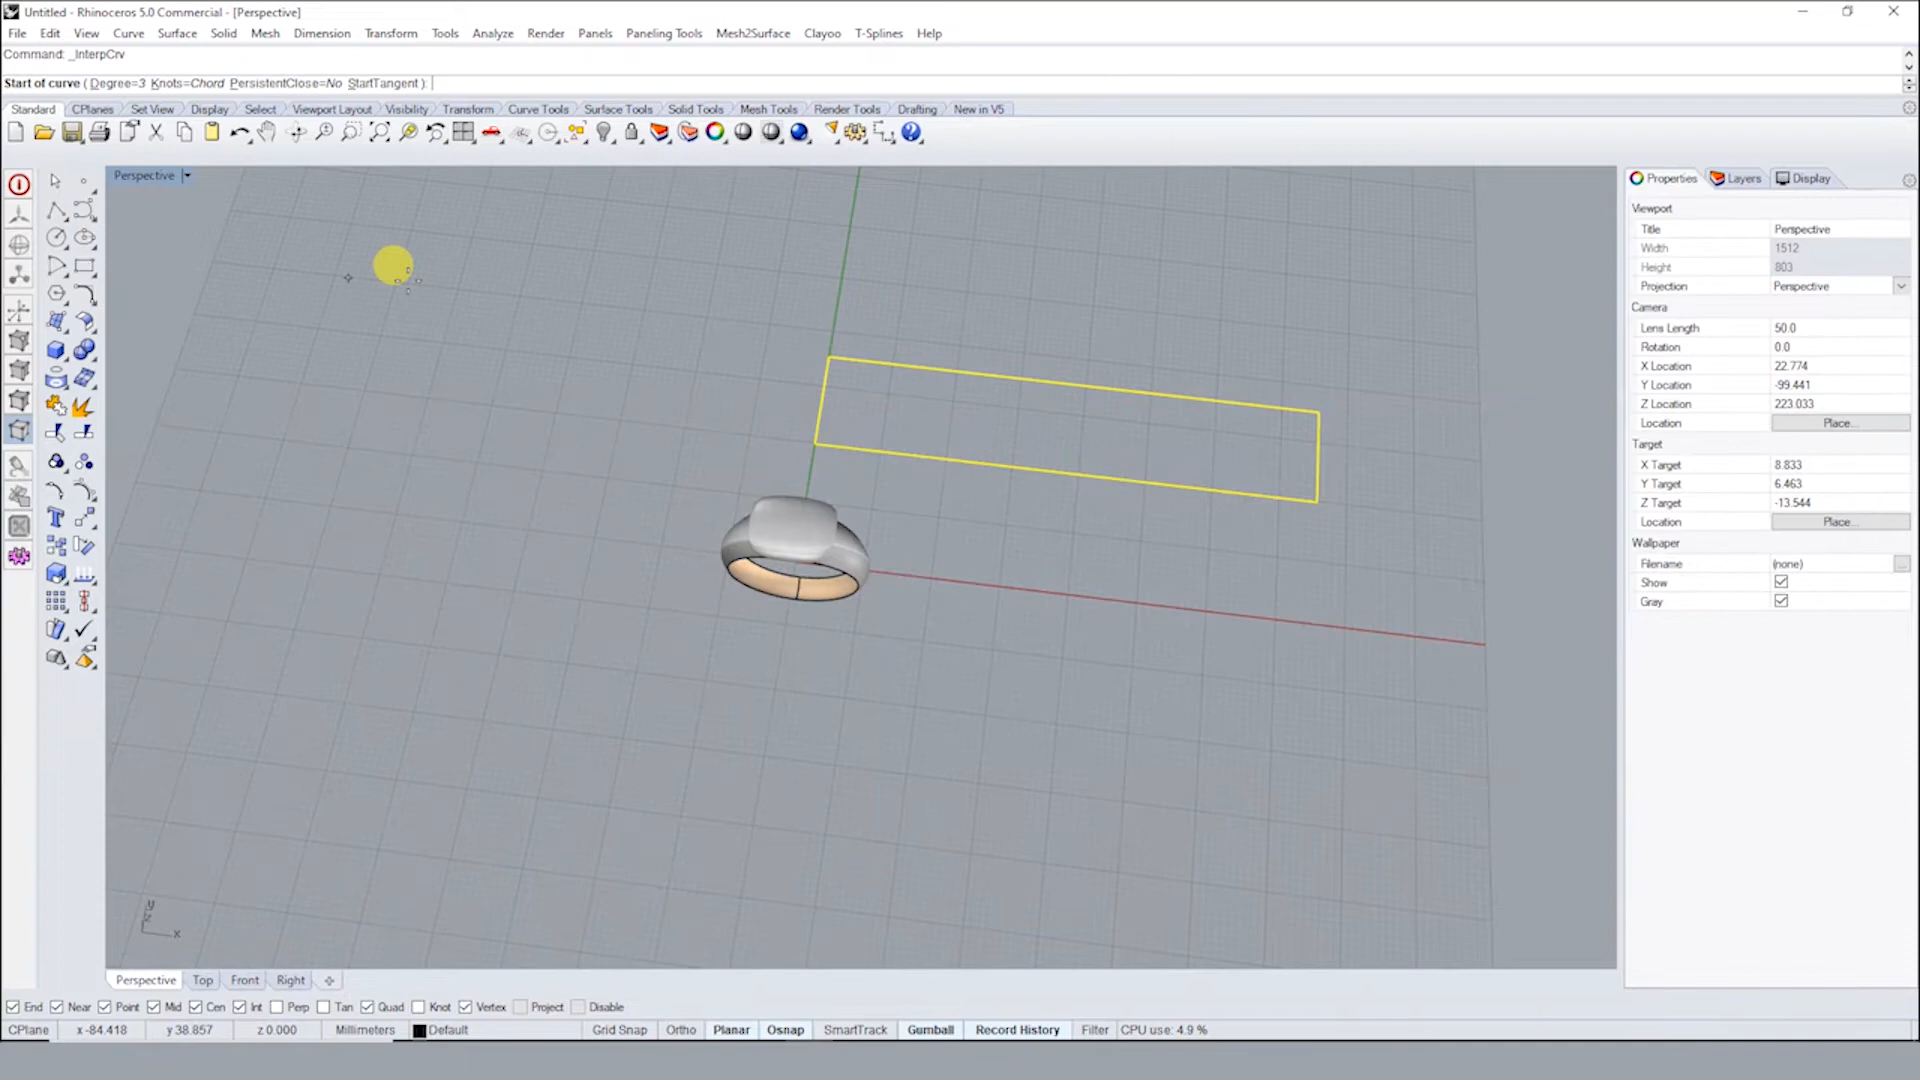 Untitled - Rhinoceros 5.0 Commercial - [Perspective]
File Edit View Curve Surface Solid Mesh Dimension Transform Tools Analyze Render Panels Paneling Tools Mesh2Surface Clayoo T-Splines Help
Command: _InterpCrv
Start of curve ( Degree=3 Knots=Chord PersistentClose=No StartTangent ):
Standard CPlanes Set View Display Select Viewport Layout Visibility Transform Curve Tools Surface Tools Solid Tools Mesh Tools Render Tools Drafting New in V5
Perspective
Properties Layers Display
Viewport
Title Perspective
Width 1512
Height 803
Projection Perspective
Camera
Lens Length 50.0
Rotation 0.0
X Location 22.774
Y Location -99.441
Z Location 223.033
Location Place...
Target
X Target 8.833
Y Target 6.463
Z Target -13.544
Location Place...
Wallpaper
Filename (none) ...
Show
Gray
y
z
x
Perspective Top Front Right
End Near Point Mid Cen Int Perp Tan Quad Knot Vertex Project Disable
CPlane x -84.418 y 38.857 z 0.000 Millimeters Default Grid Snap Ortho Planar Osnap SmartTrack Gumball Record History Filter CPU use: 4.9 %